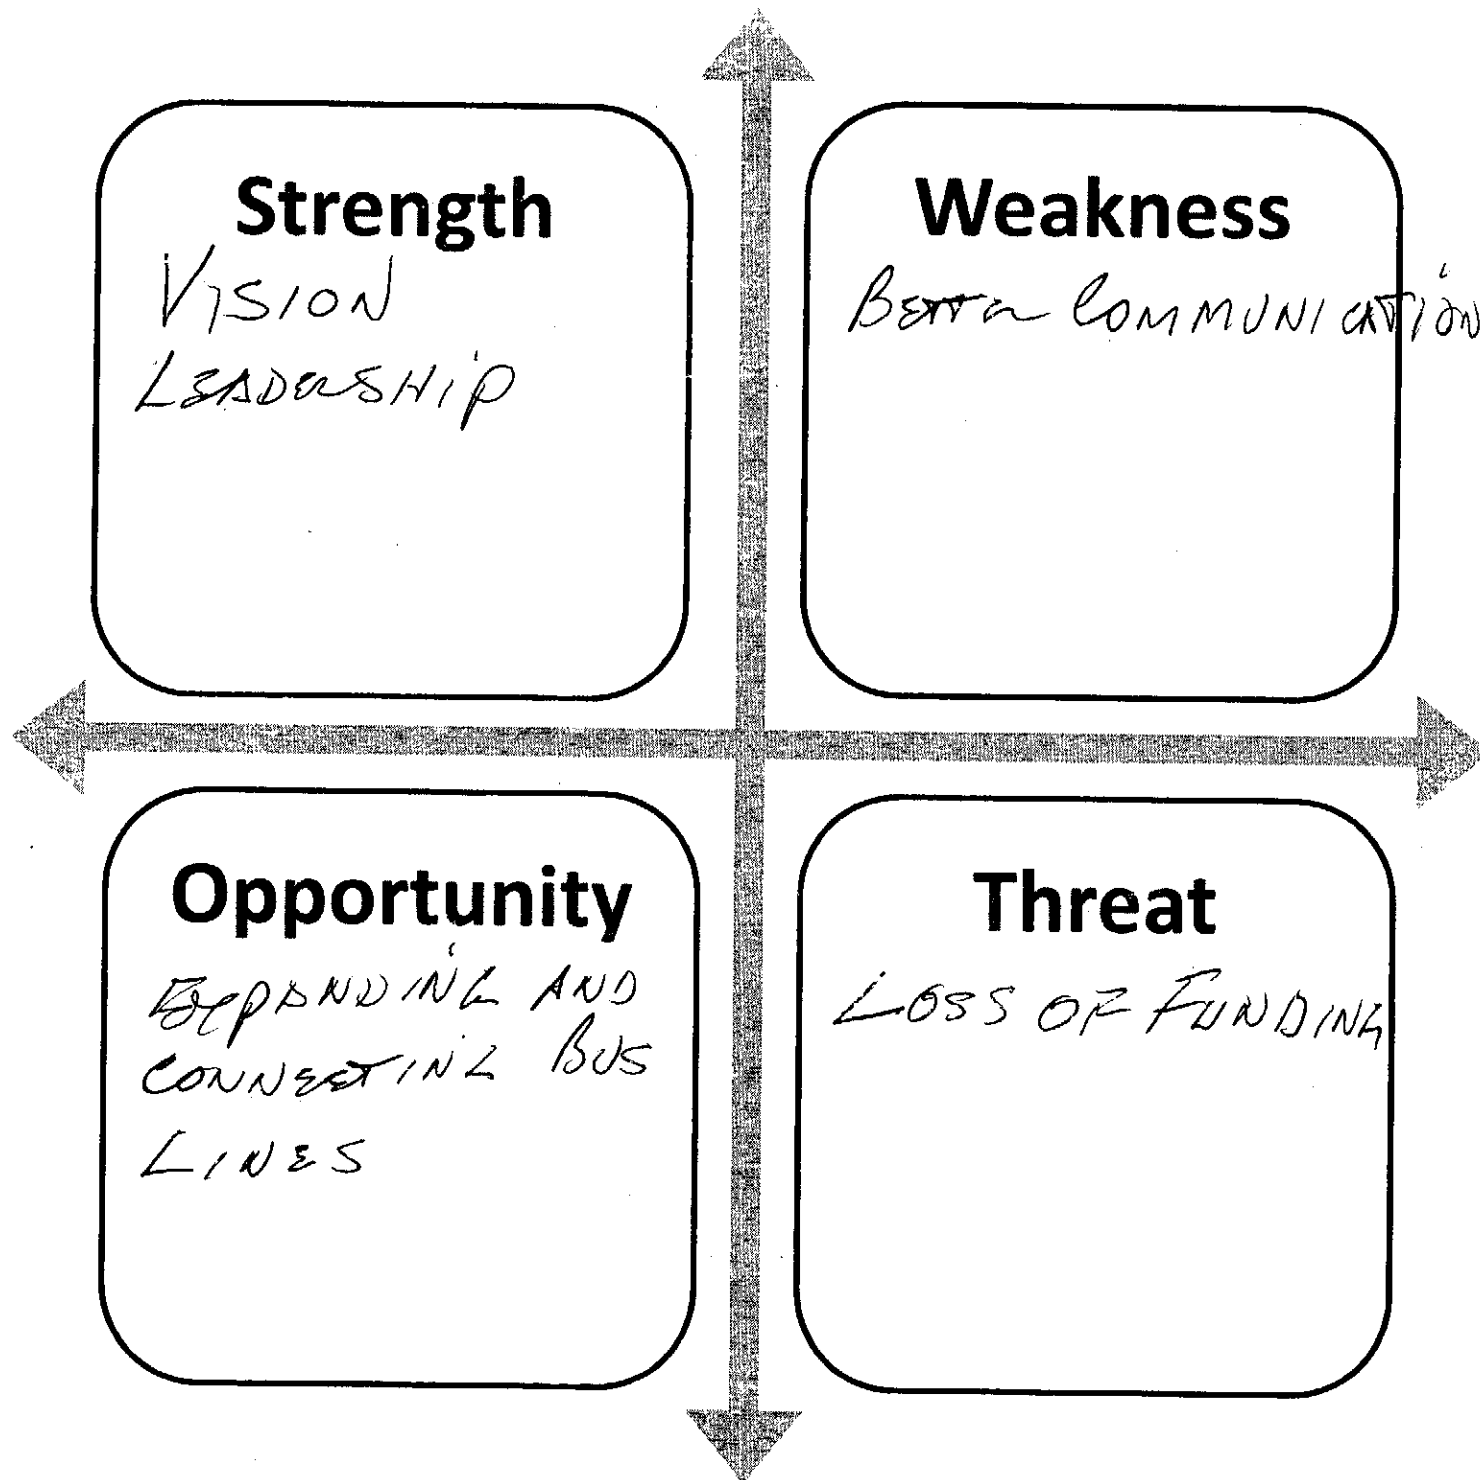 Strength
VISION
LEADERSHIP
Weakness
BETTER COMMUNICATION
Opportunity
EXPANDING AND
CONNECTING BUS
LINES
Threat
LOSS OF FUNDING